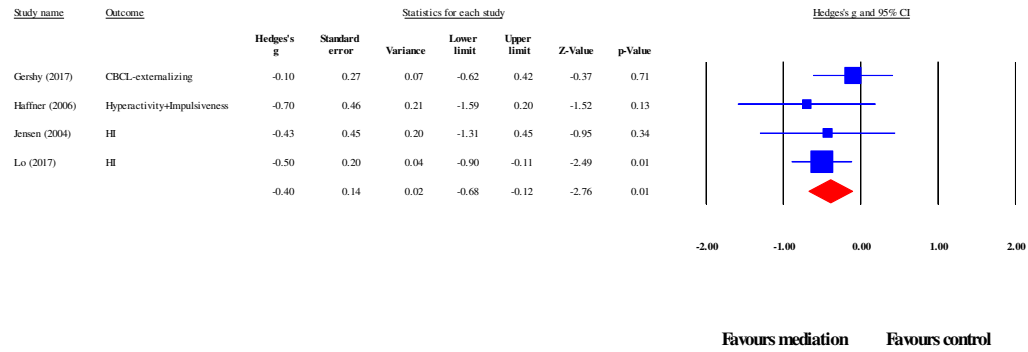 Study name Outcome Statistics for each study Hedges's g and 95% CI
Hedges's g Standard error Variance Lower limit Upper limit Z-Value p-Value
Gershy (2017) CBCL-externalizing -0.10 0.27 0.07 -0.62 0.42 -0.37 0.71
Haffner (2006) Hyperactivity+Impulsiveness -0.70 0.46 0.21 -1.59 0.20 -1.52 0.13
Jensen (2004) HI -0.43 0.45 0.20 -1.31 0.45 -0.95 0.34
Lo (2017) HI -0.50 0.20 0.04 -0.90 -0.11 -2.49 0.01
-0.40 0.14 0.02 -0.68 -0.12 -2.76 0.01
-2.00 -1.00 0.00 1.00 2.00
Favours mediation Favours control